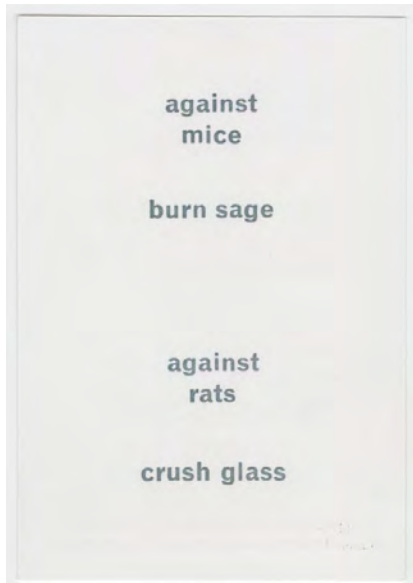 against
mice
burn sage
against
rats
crush glass